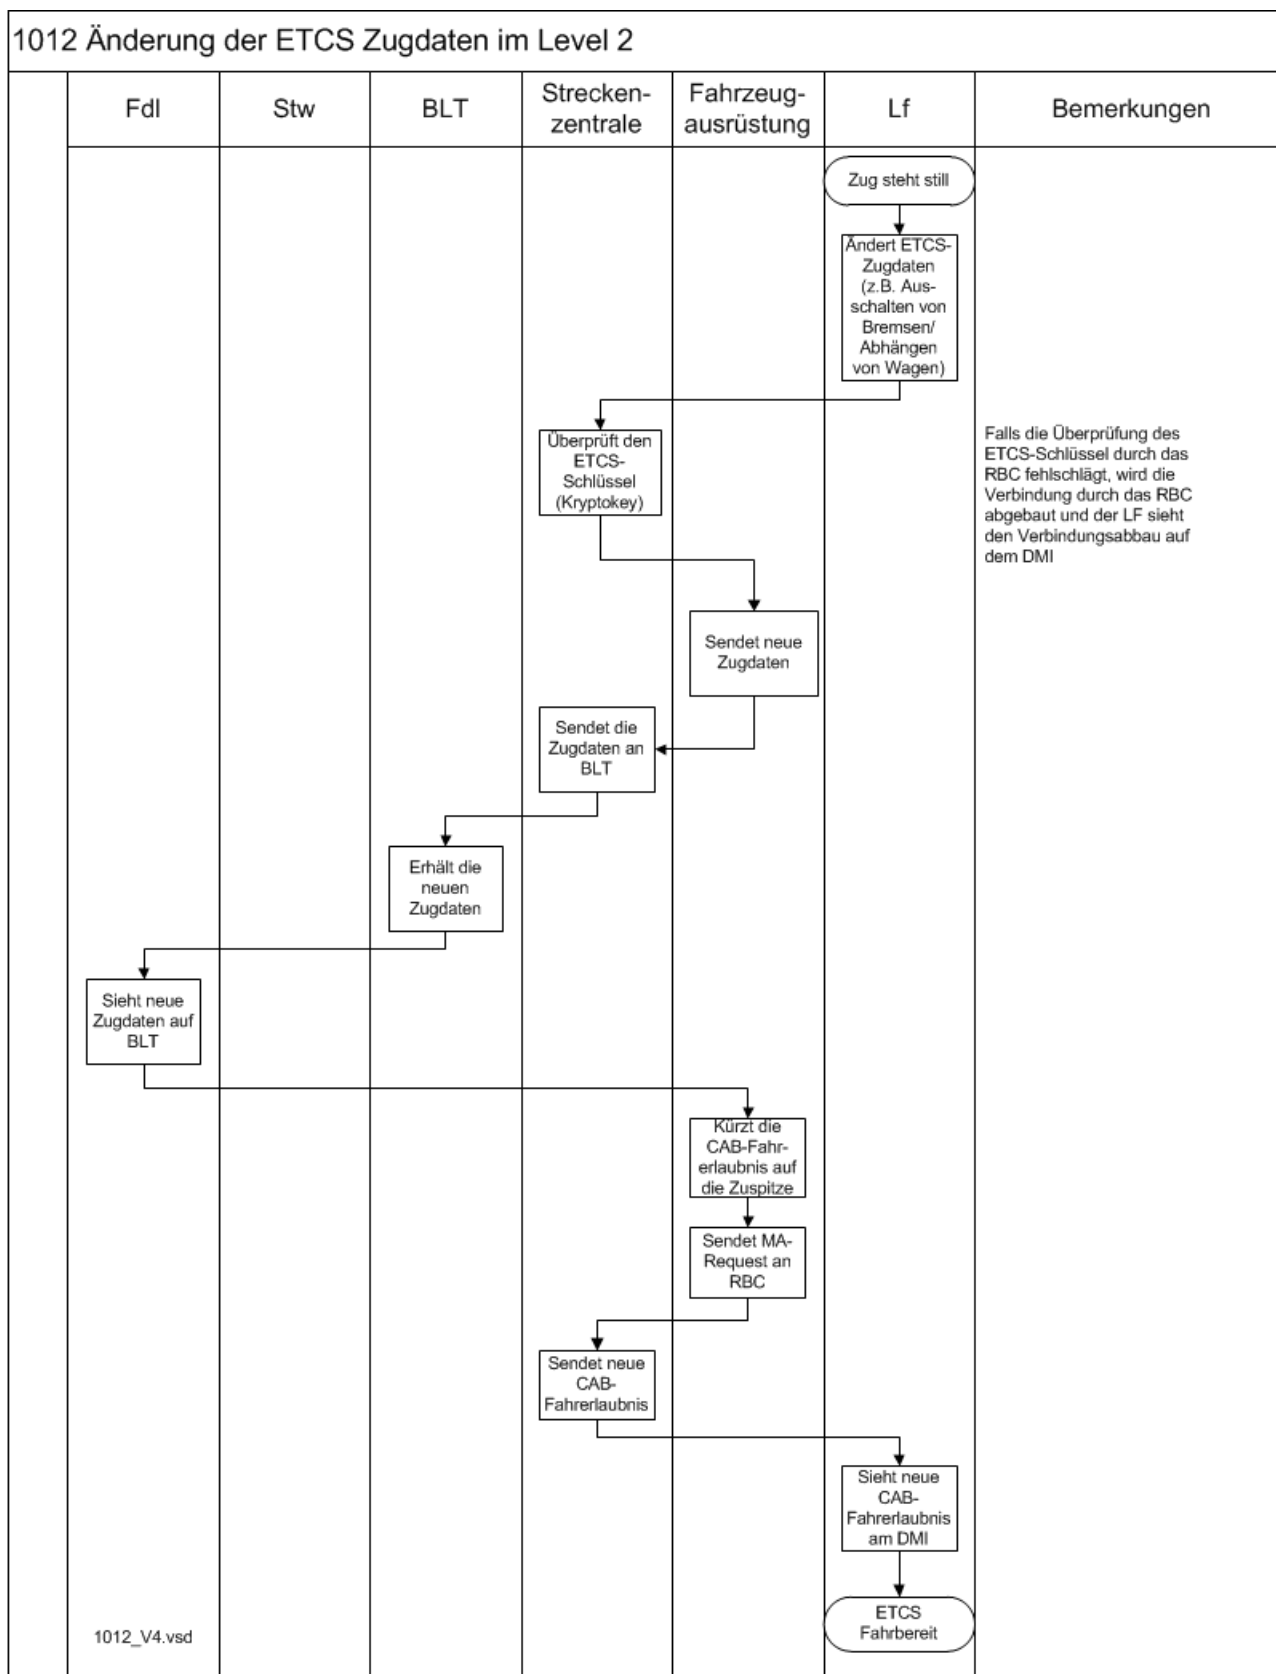 1012 Änderung der ETCS Zugdaten im Level 2
Fdl
Stw
BLT
Strecken-
zentrale
Fahrzeug-
ausrüstung
Lf
Bemerkungen
Zug steht still
Ändert ETCS-
Zugdaten
(z.B. Aus-
schalten von
Bremsen/
Abhängen
von Wagen)
Überprüft den
ETCS-
Schlüssel
(Kryptokey)
Falls die Überprüfung des
ETCS-Schlüssel durch das
RBC fehlschlägt, wird die
Verbindung durch das RBC
abgebaut und der LF sieht
den Verbindungsabbau auf
dem DMI
Sendet neue
Zugdaten
Sendet die
Zugdaten an
BLT
Erhält die
neuen
Zugdaten
Sieht neue
Zugdaten auf
BLT
Kürzt die
CAB-Fahr-
erlaubnis auf
die Zuspitze
Sendet MA-
Request an
RBC
Sendet neue
CAB-
Fahrerlaubnis
Sieht neue
CAB-
Fahrerlaubnis
am DMI
ETCS
Fahrbereit
1012_V4.vsd